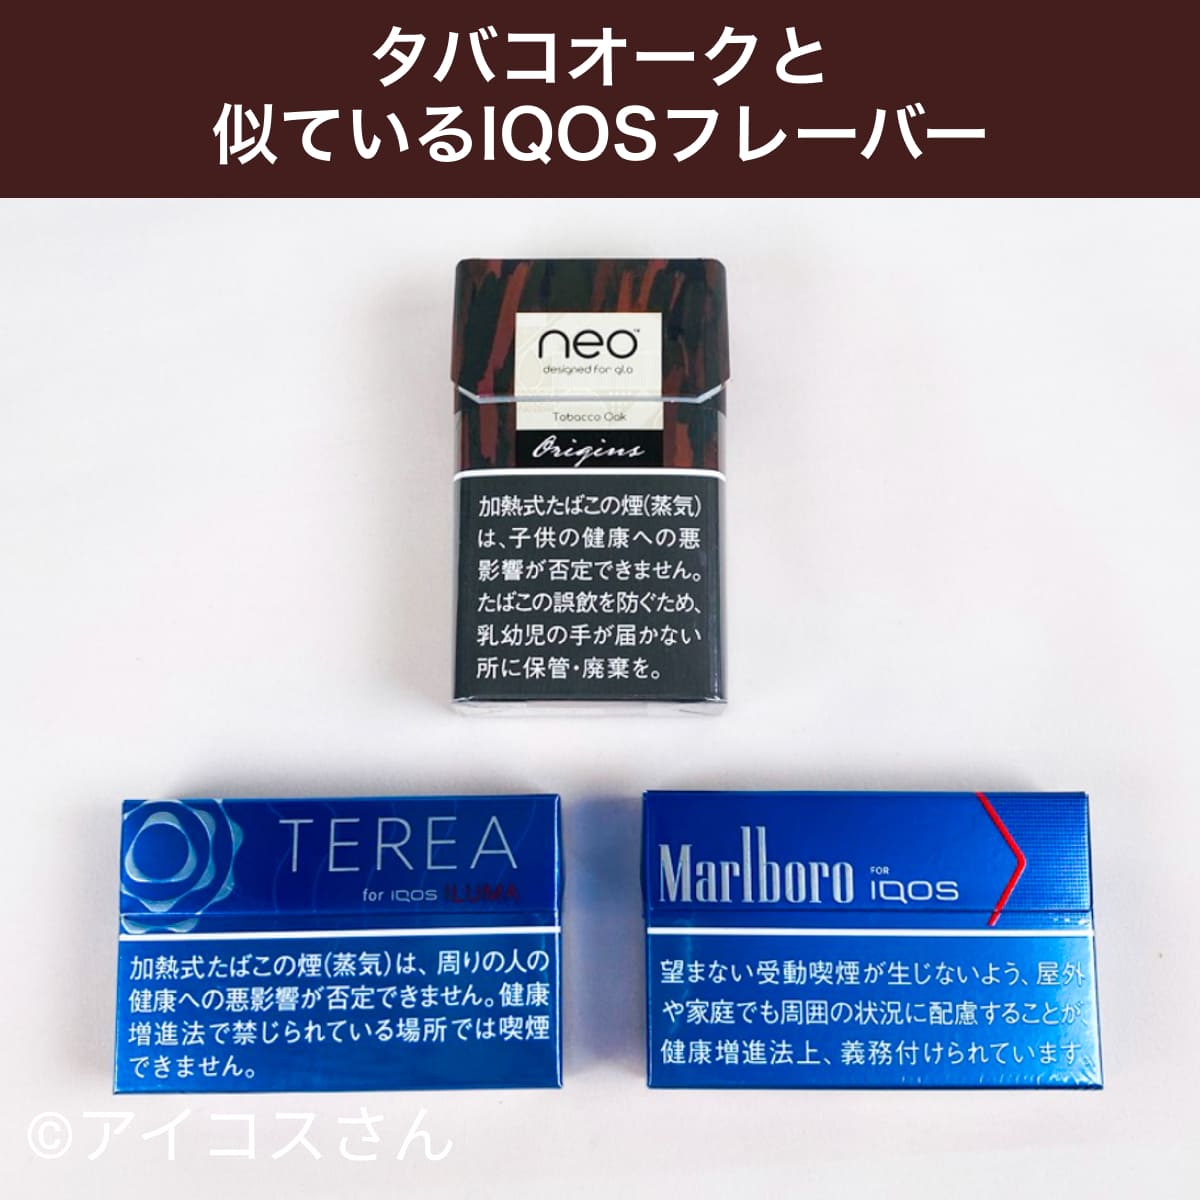 タバコオークと
似ているIQOSフレーバー
neo™
designed for glo
Tobacco Oak
Origins
加熱式たばこの煙(蒸気)
は、子供の健康への悪
影響が否定できません。
たばこの誤飲を防ぐため、
乳幼児の手が届かない
所に保管・廃棄を。
TEREA
for IQOS ILUMA
加熱式たばこの煙(蒸気)は、周りの人の
健康への悪影響が否定できません。健康
増進法で禁じられている場所では喫煙
できません。
Marlboro FOR IQOS
望まない受動喫煙が生じないよう、屋外
や家庭でも周囲の状況に配慮することが、
健康増進法上、義務付けられています。
©アイコスさん